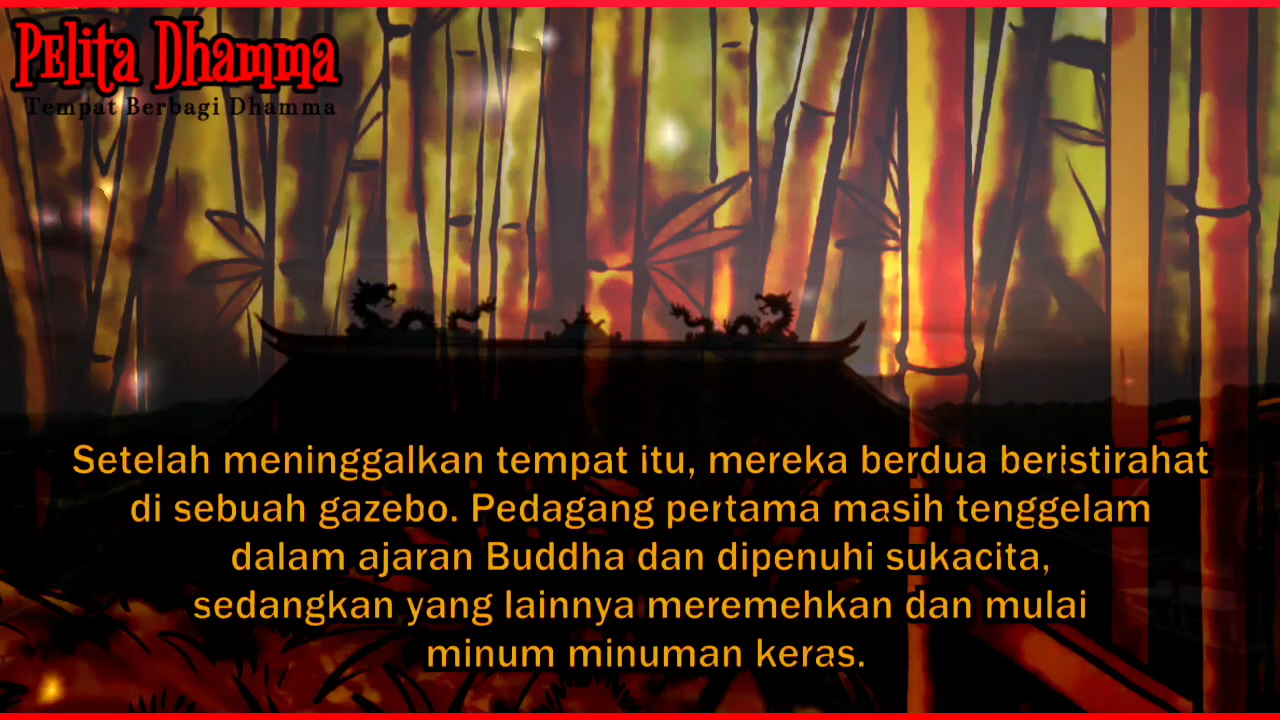 Pelita Dhamma
Tempat Berbagi Dhamma
Setelah meninggalkan tempat itu, mereka berdua beristirahat
di sebuah gazebo. Pedagang pertama masih tenggelam
dalam ajaran Buddha dan dipenuhi sukacita,
sedangkan yang lainnya meremehkan dan mulai
minum minuman keras.